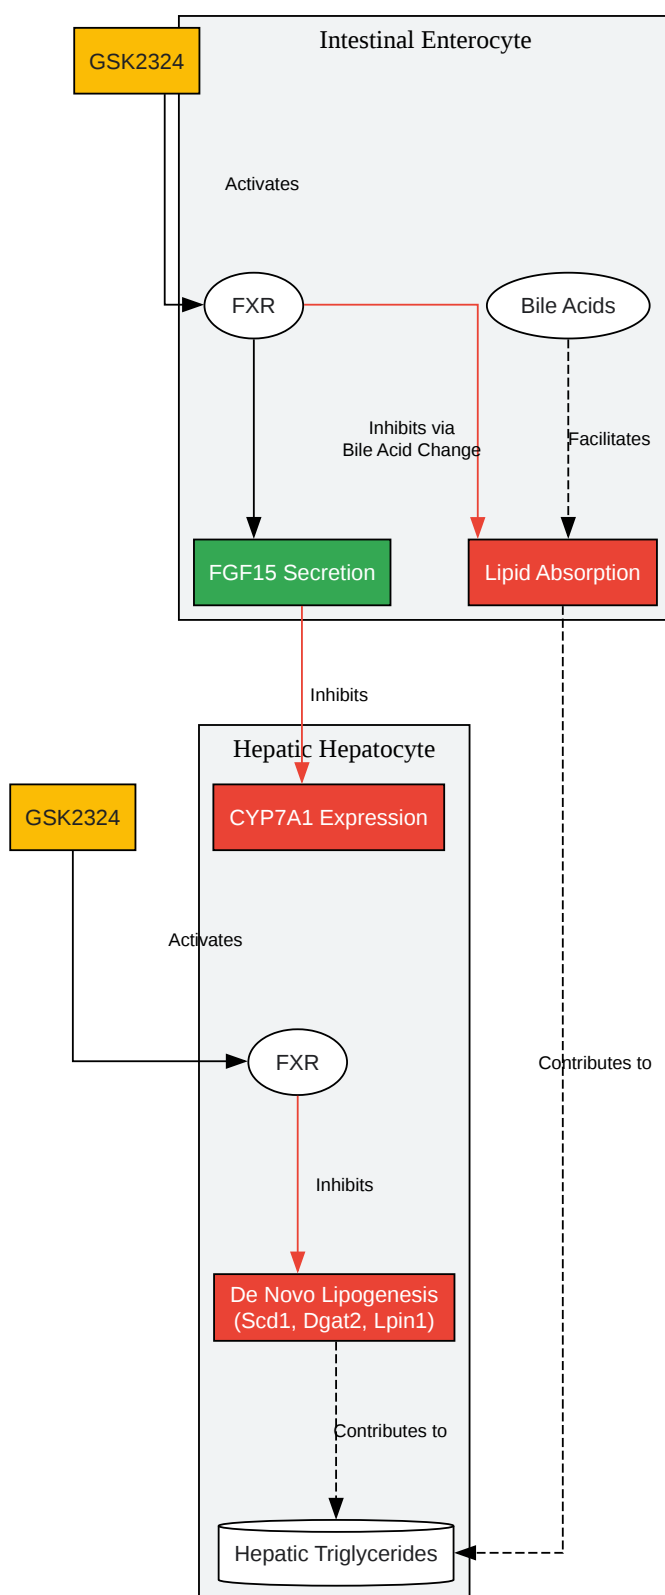 Intestinal Enterocyte
GSK2324
Activates
FXR
Bile Acids
Inhibits via
Bile Acid Change
Facilitates
FGF15 Secretion
Lipid Absorption
Inhibits
Hepatic Hepatocyte
GSK2324
CYP7A1 Expression
Activates
FXR
Contributes to
Inhibits
De Novo Lipogenesis
(Scd1, Dgat2, Lpin1)
Contributes to
Hepatic Triglycerides